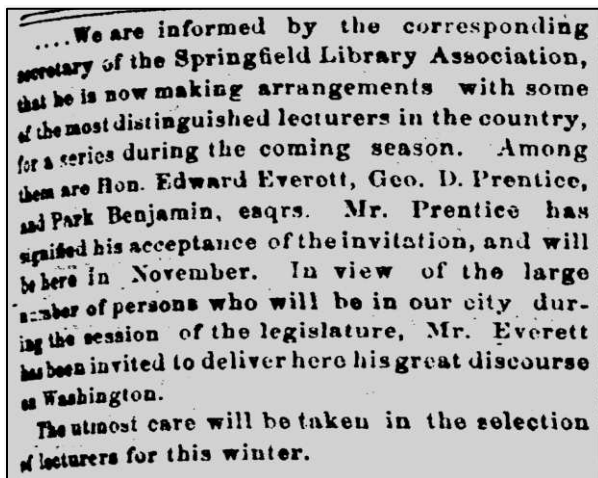 ....We are informed by the corresponding
secretary of the Springfield Library Association,
that he is now making arrangements with some
of the most distinguished lecturers in the country,
for a series during the coming season. Among
them are Hon. Edward Everett, Geo. D. Prentice,
and Park Benjamin, esqrs. Mr. Prentice has
signified his acceptance of the invitation, and will
be here in November. In view of the large
number of persons who will be in our city dur-
ing the session of the legislature, Mr. Everett
has been invited to deliver here his great discourse
on Washington.
The utmost care will be taken in the selection
of lecturers for this winter.